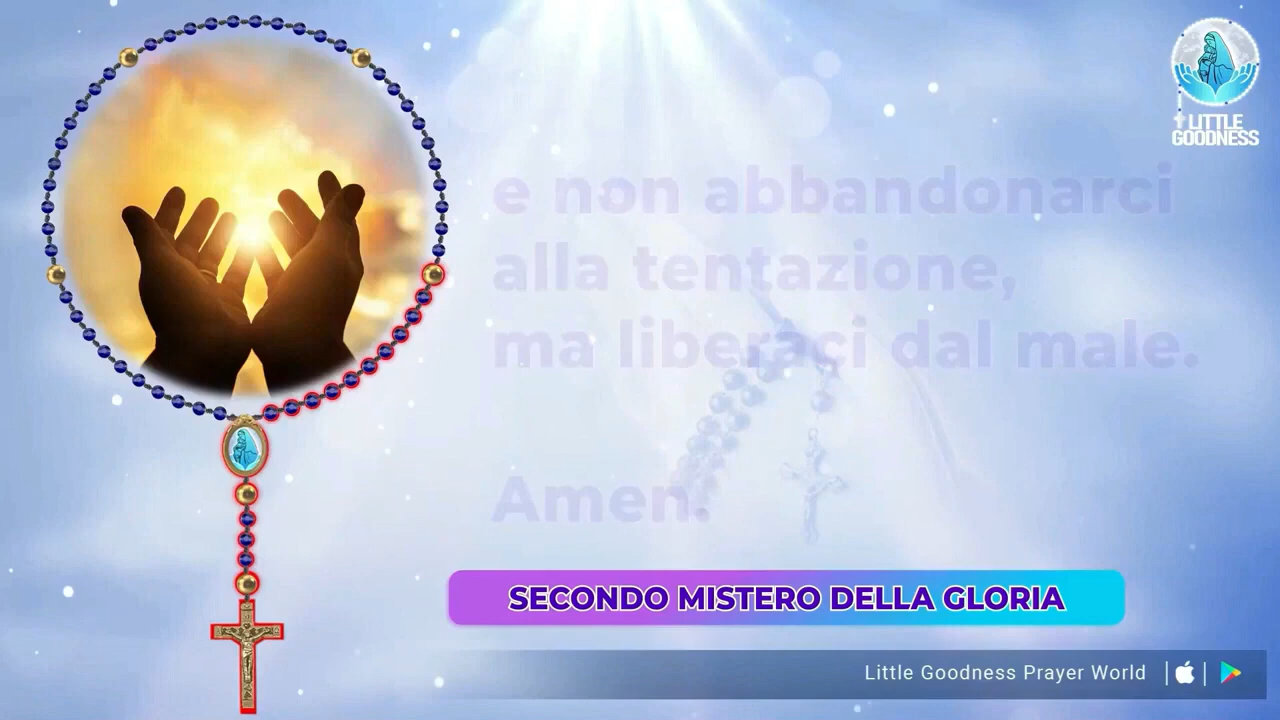 LITTLE
GOODNESS
e non abbandonarci
alla tentazione,
ma liberaci dal male.
Amen.
SECONDO MISTERO DELLA GLORIA
Little Goodness Prayer World